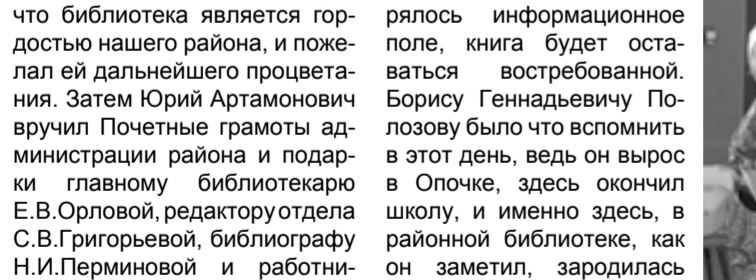 что библиотека является гор-
достью нашего района, и поже-
лал ей дальнейшего процвета-
ния. Затем Юрий Артамонович
вручил Почетные грамоты ад-
министрации района и подар-
ки главному библиотекарю
Е.В.Орловой, редактору отдела
С.В.Григорьевой, библиографу
Н.И.Перминовой и работни-
рялось информационное
поле, книга будет оста-
ваться востребованной.
Борису Геннадьевичу По-
лозову было что вспомнить
в этот день, ведь он вырос
в Опочке, здесь окончил
школу, и именно здесь, в
районной библиотеке, как
он заметил, зародилась